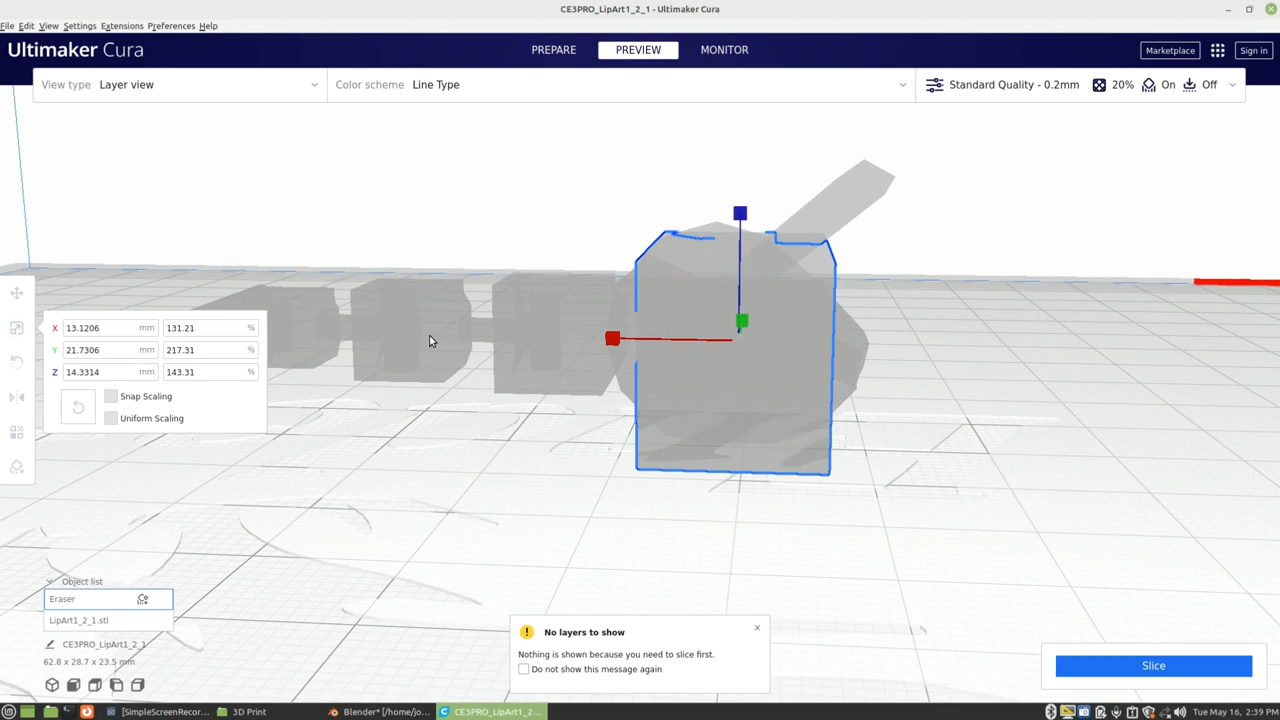 CE3PRO_LipArt1_2_1 - Ultimaker Cura
File Edit View Settings Extensions Preferences Help
Ultimaker Cura
PREPARE PREVIEW MONITOR
Marketplace
Sign in
View type Layer view
Color scheme Line Type
Standard Quality - 0.2mm 20% On Off
X 13.1206 mm 131.21 %
Y 21.7306 mm 217.31 %
Z 14.3314 mm 143.31 %
Snap Scaling
Uniform Scaling
Object list
Eraser
LipArt1_2_1.stl
CE3PRO_LipArt1_2_1
62.8 x 28.7 x 23.5 mm
No layers to show
Nothing is shown because you need to slice first.
Do not show this message again
Slice
[SimpleScreenRecor...
3D Print
Blender* [/home/jo...
CE3PRO_LipArt1_2...
Tue May 16, 2:39 PM